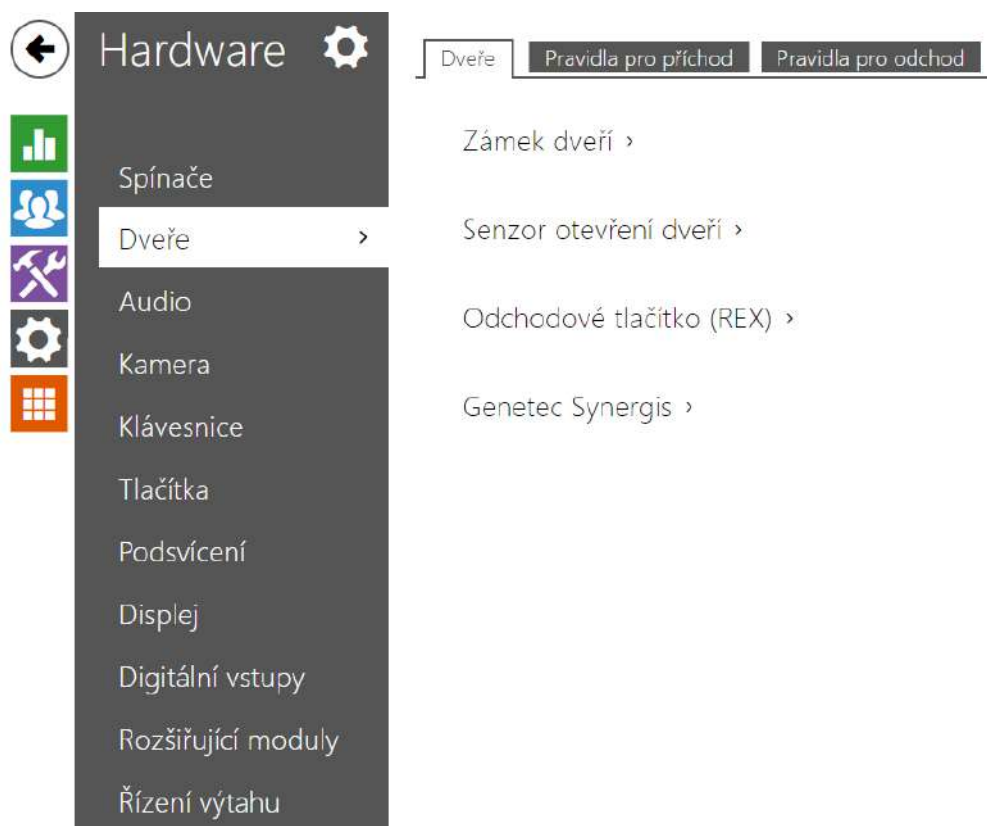 Hardware
Spínače
Dveře ›
Audio
Kamera
Klávesnice
Tlačítka
Podsvícení
Displej
Digitální vstupy
Rozšiřující moduly
Řízení výtahu
Dveře Pravidla pro příchod Pravidla pro odchod
Zámek dveří ›
Senzor otevření dveří ›
Odchodové tlačítko (REX) ›
Genetec Synergis ›